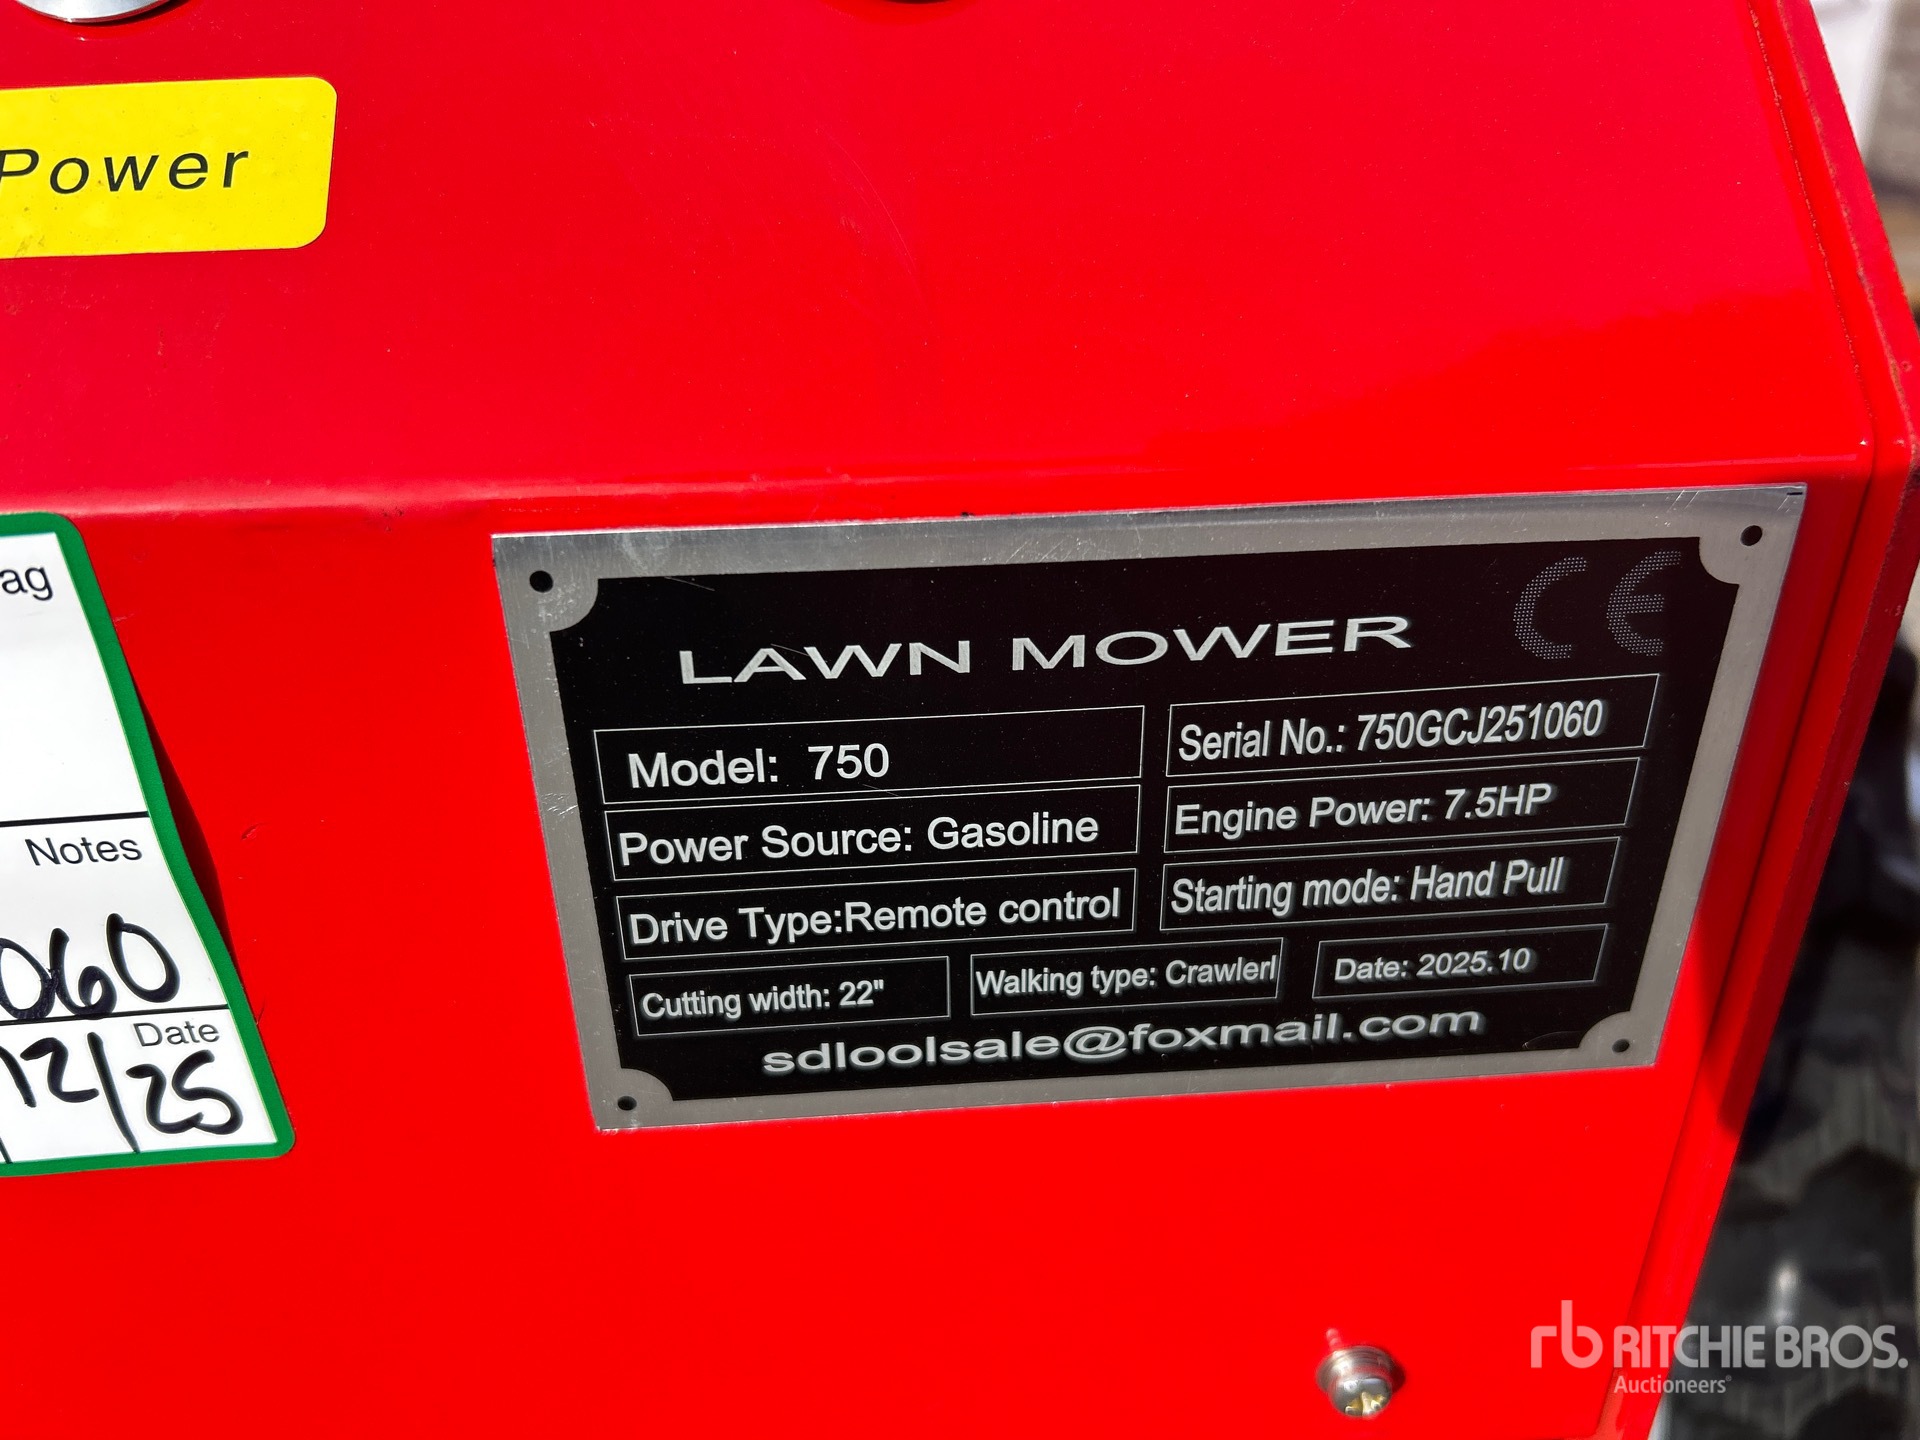 Power
ag
Notes
060
Date
12/25
LAWN MOWER
CE
Model: 750
Serial No.: 750GCJ251060
Power Source: Gasoline
Engine Power: 7.5HP
Drive Type:Remote control
Starting mode: Hand Pull
Cutting width: 22"
Walking type: Crawlerl
Date: 2025.10
sdloolsale@foxmail.com
rb RITCHIE BROS.
Auctioneers